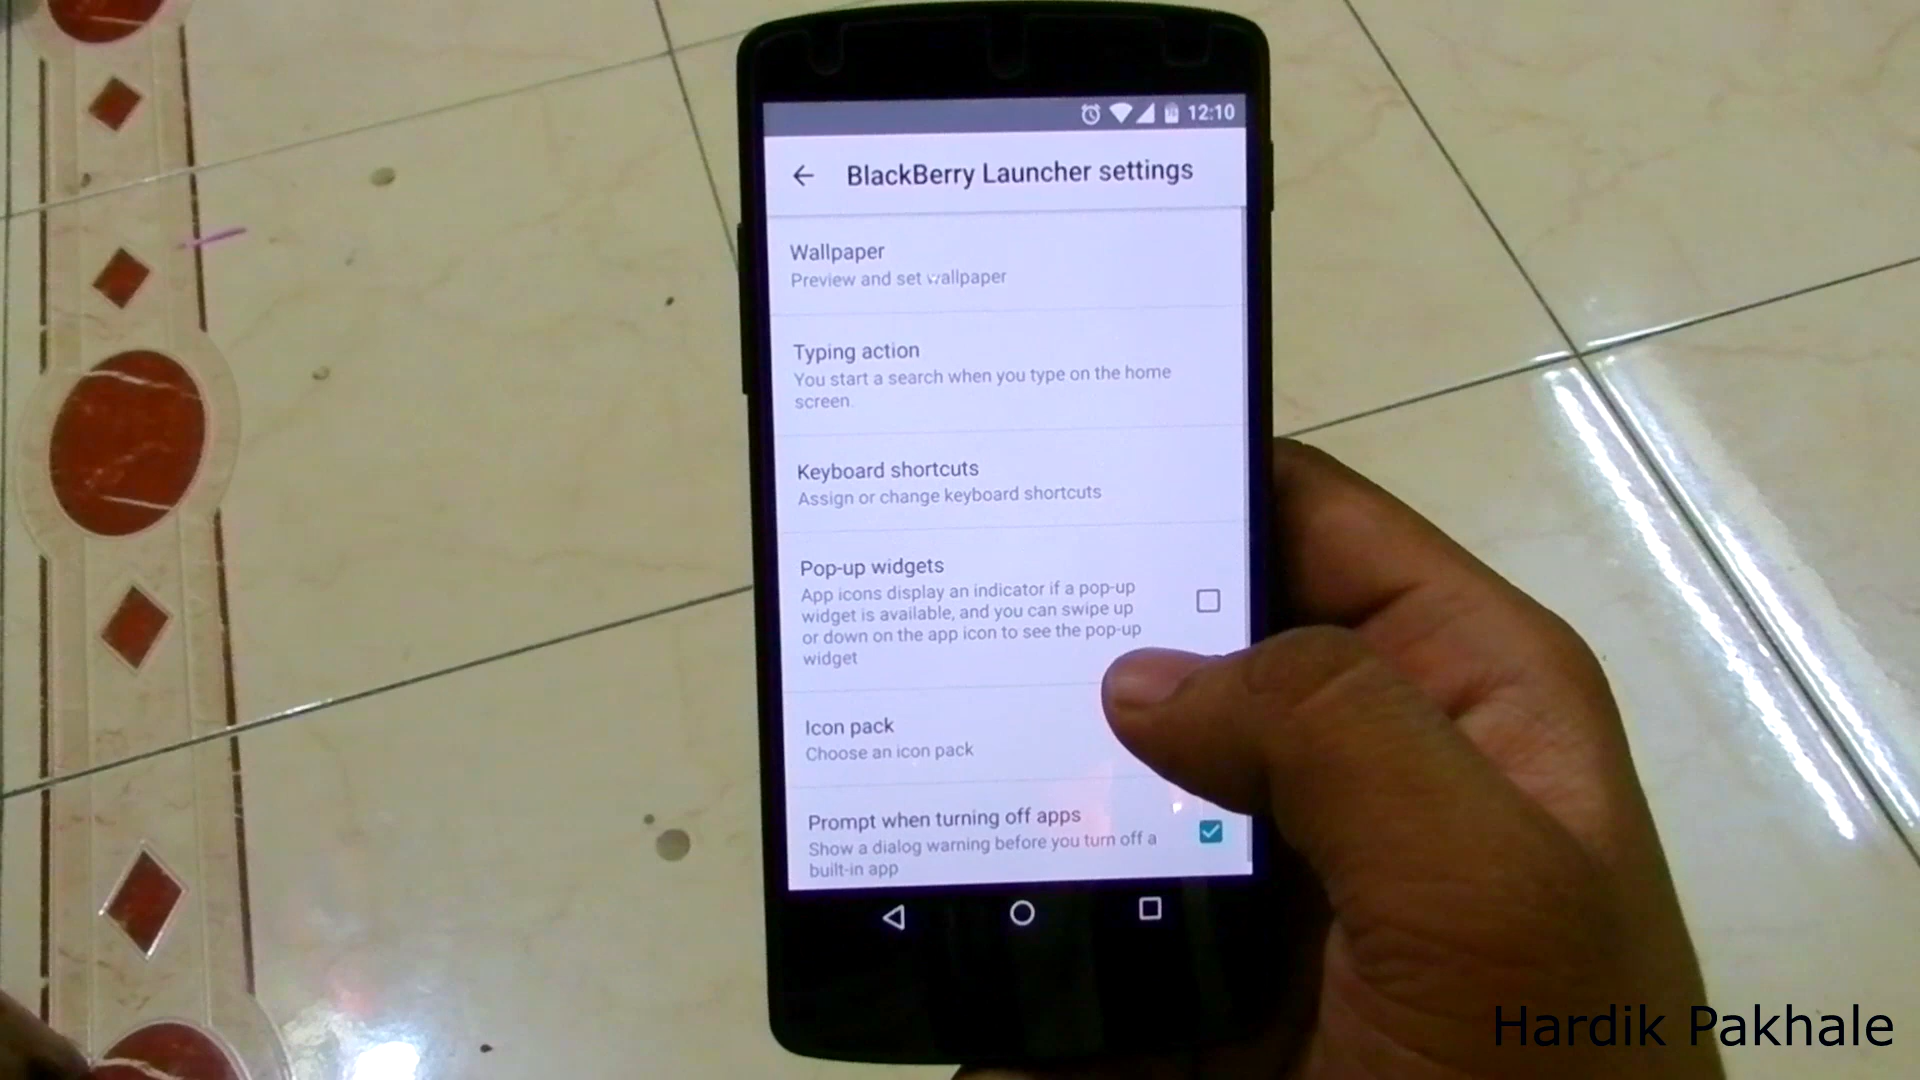 12:10
BlackBerry Launcher settings
Wallpaper
Preview and set wallpaper
Typing action
You start a search when you type on the home
screen.
Keyboard shortcuts
Assign or change keyboard shortcuts
Pop-up widgets
App icons display an indicator if a pop-up
widget is available, and you can swipe up
or down on the app icon to see the pop-up
widget
Icon pack
Choose an icon pack
Prompt when turning off apps
Show a dialog warning before you turn off a
built-in app
Hardik Pakhale